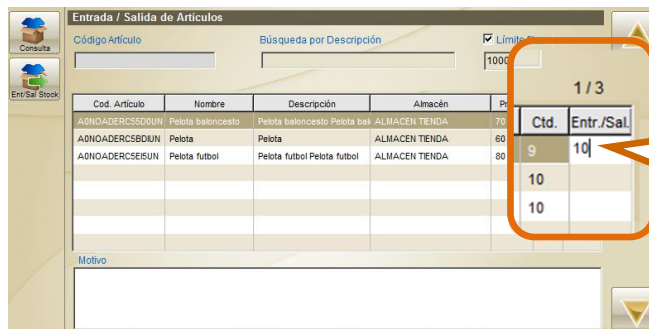 Entrada / Salida de Artículos
Consulta
Ent/Sal Stock
Código Artículo
Búsqueda por Descripción
Límite
1000
1 / 3
Cod. Artículo Nombre Descripción Almacén Pr Ctd. Entr./Sal.
A0NOADERC55D0UN Pelota baloncesto Pelota baloncesto Pelota bal ALMACEN TIENDA 70 9 10
A0NOADERC5BDIUN Pelota Pelota ALMACEN TIENDA 60 10
A0NOADERC5EI5UN Pelota futbol Pelota futbol Pelota futbol ALMACEN TIENDA 80 10
Motivo